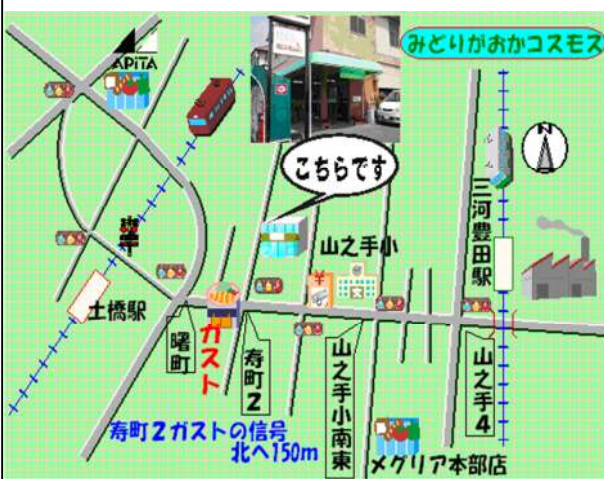 APiTA
みどりがおかコスモス
N
こちらです
三河豊田駅
山之手小
¥
文
土橋駅
曙町
ガスト
寿町2
山之手小南東
山之手4
寿町2ガストの信号
北へ150m
メグリア本部店